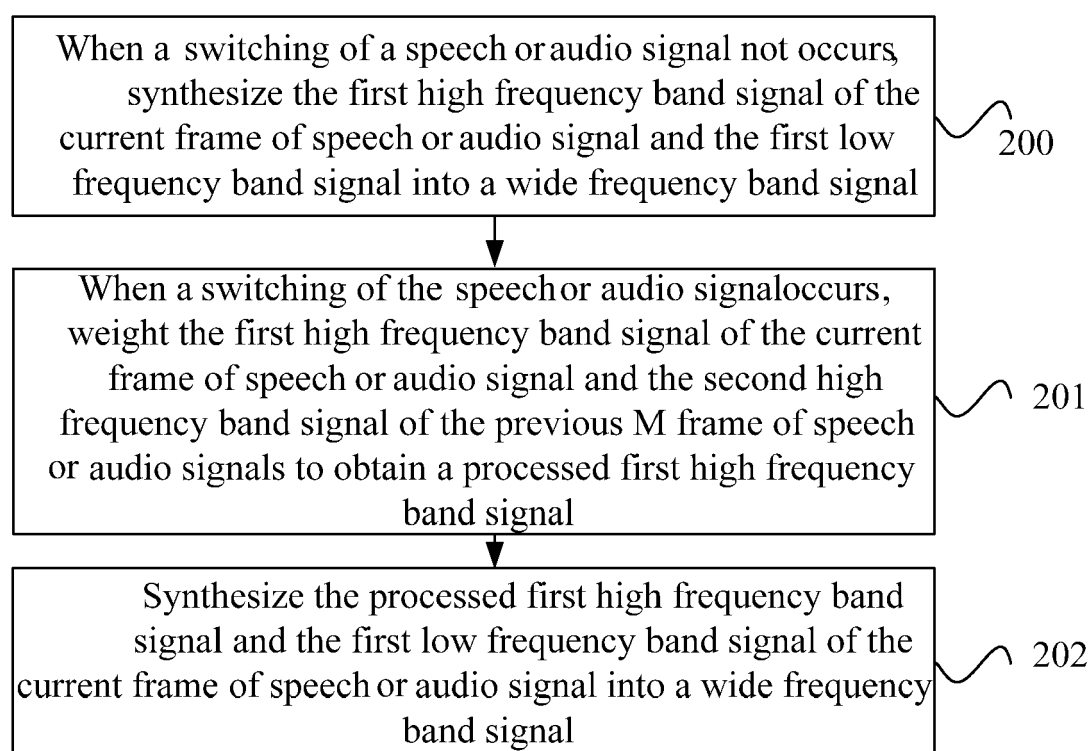 When a switching of a speech or audio signal not occurs,
synthesize the first high frequency band signal of the
current frame of speech or audio signal and the first low
frequency band signal into a wide frequency band signal
200
When a switching of the speech or audio signaloccurs,
weight the first high frequency band signal of the current
frame of speech or audio signal and the second high
frequency band signal of the previous M frame of speech
or audio signals to obtain a processed first high frequency
band signal
201
Synthesize the processed first high frequency band
signal and the first low frequency band signal of the
current frame of speech or audio signal into a wide frequency
band signal
202